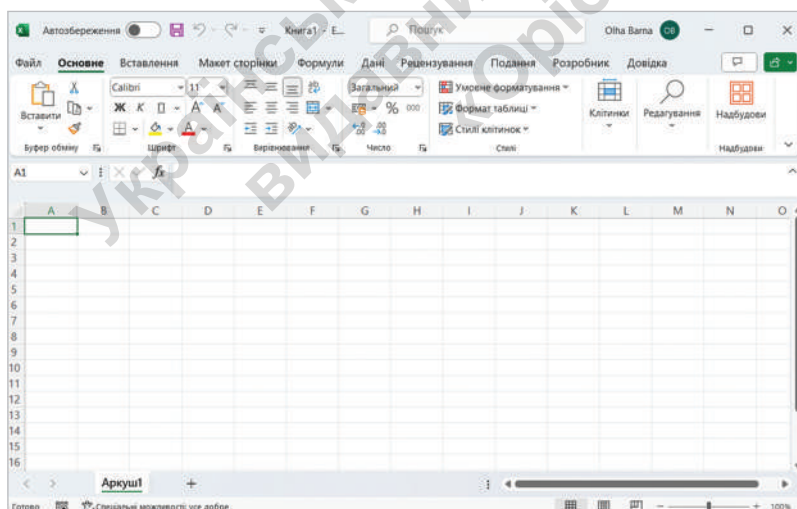 Автозбереження Книга1 - E... Пошук Olha Barna OB
Файл Основне Вставлення Макет сторінки Формули Дані Рецензування Подання Розробник Довідка
Вставити Calibri 11 Загальний Умовне форматування Клітинки Редагування Надбудови
Ж К П % 000 Формат таблиці
Стилі клітинок
Буфер обміну Шрифт Вирівнювання Число Стилі Надбудови
A1 fx
A B C D E F G H I J K L M N O
1
2
3
4
5
6
7
8
9
10
11
12
13
14
15
16
Аркуш1 +
Готово Спеціальні можливості: усе добре 100%